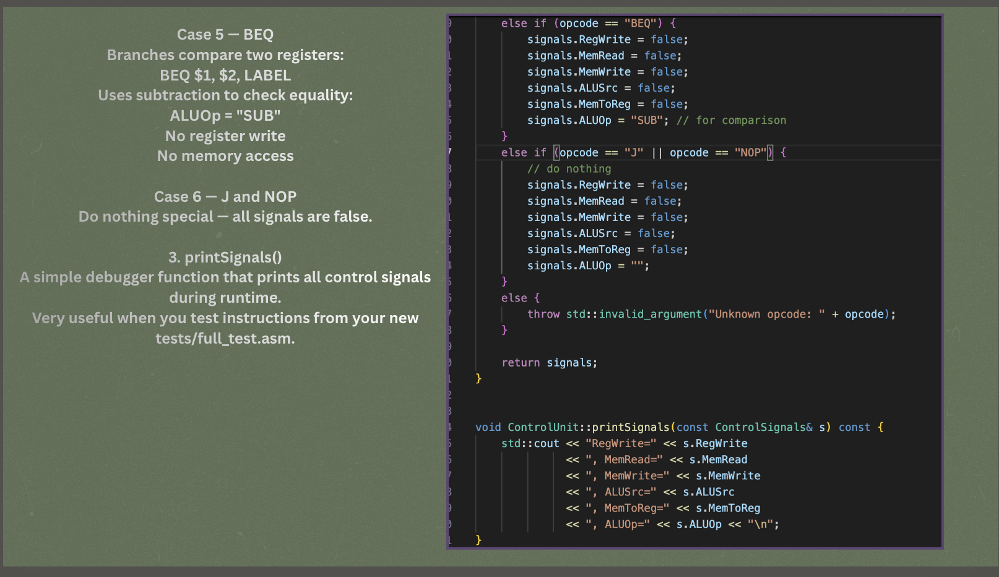 Case 5 — BEQ
Branches compare two registers:
BEQ $1, $2, LABEL
Uses subtraction to check equality:
ALUOp = "SUB"
No register write
No memory access
Case 6 — J and NOP
Do nothing special — all signals are false.
3. printSignals()
A simple debugger function that prints all control signals
during runtime.
Very useful when you test instructions from your new
tests/full_test.asm.
else if (opcode == "BEQ") {
signals.RegWrite = false;
signals.MemRead = false;
signals.MemWrite = false;
signals.ALUSrc = false;
signals.MemToReg = false;
signals.ALUOp = "SUB"; // for comparison
}
else if (opcode == "J" || opcode == "NOP") {
// do nothing
signals.RegWrite = false;
signals.MemRead = false;
signals.MemWrite = false;
signals.ALUSrc = false;
signals.MemToReg = false;
signals.ALUOp = "";
}
else {
throw std::invalid_argument("Unknown opcode: " + opcode);
}
return signals;
}
void ControlUnit::printSignals(const ControlSignals& s) const {
std::cout << "RegWrite=" << s.RegWrite
<< ", MemRead=" << s.MemRead
<< ", MemWrite=" << s.MemWrite
<< ", ALUSrc=" << s.ALUSrc
<< ", MemToReg=" << s.MemToReg
<< ", ALUOp=" << s.ALUOp << "\n";
}